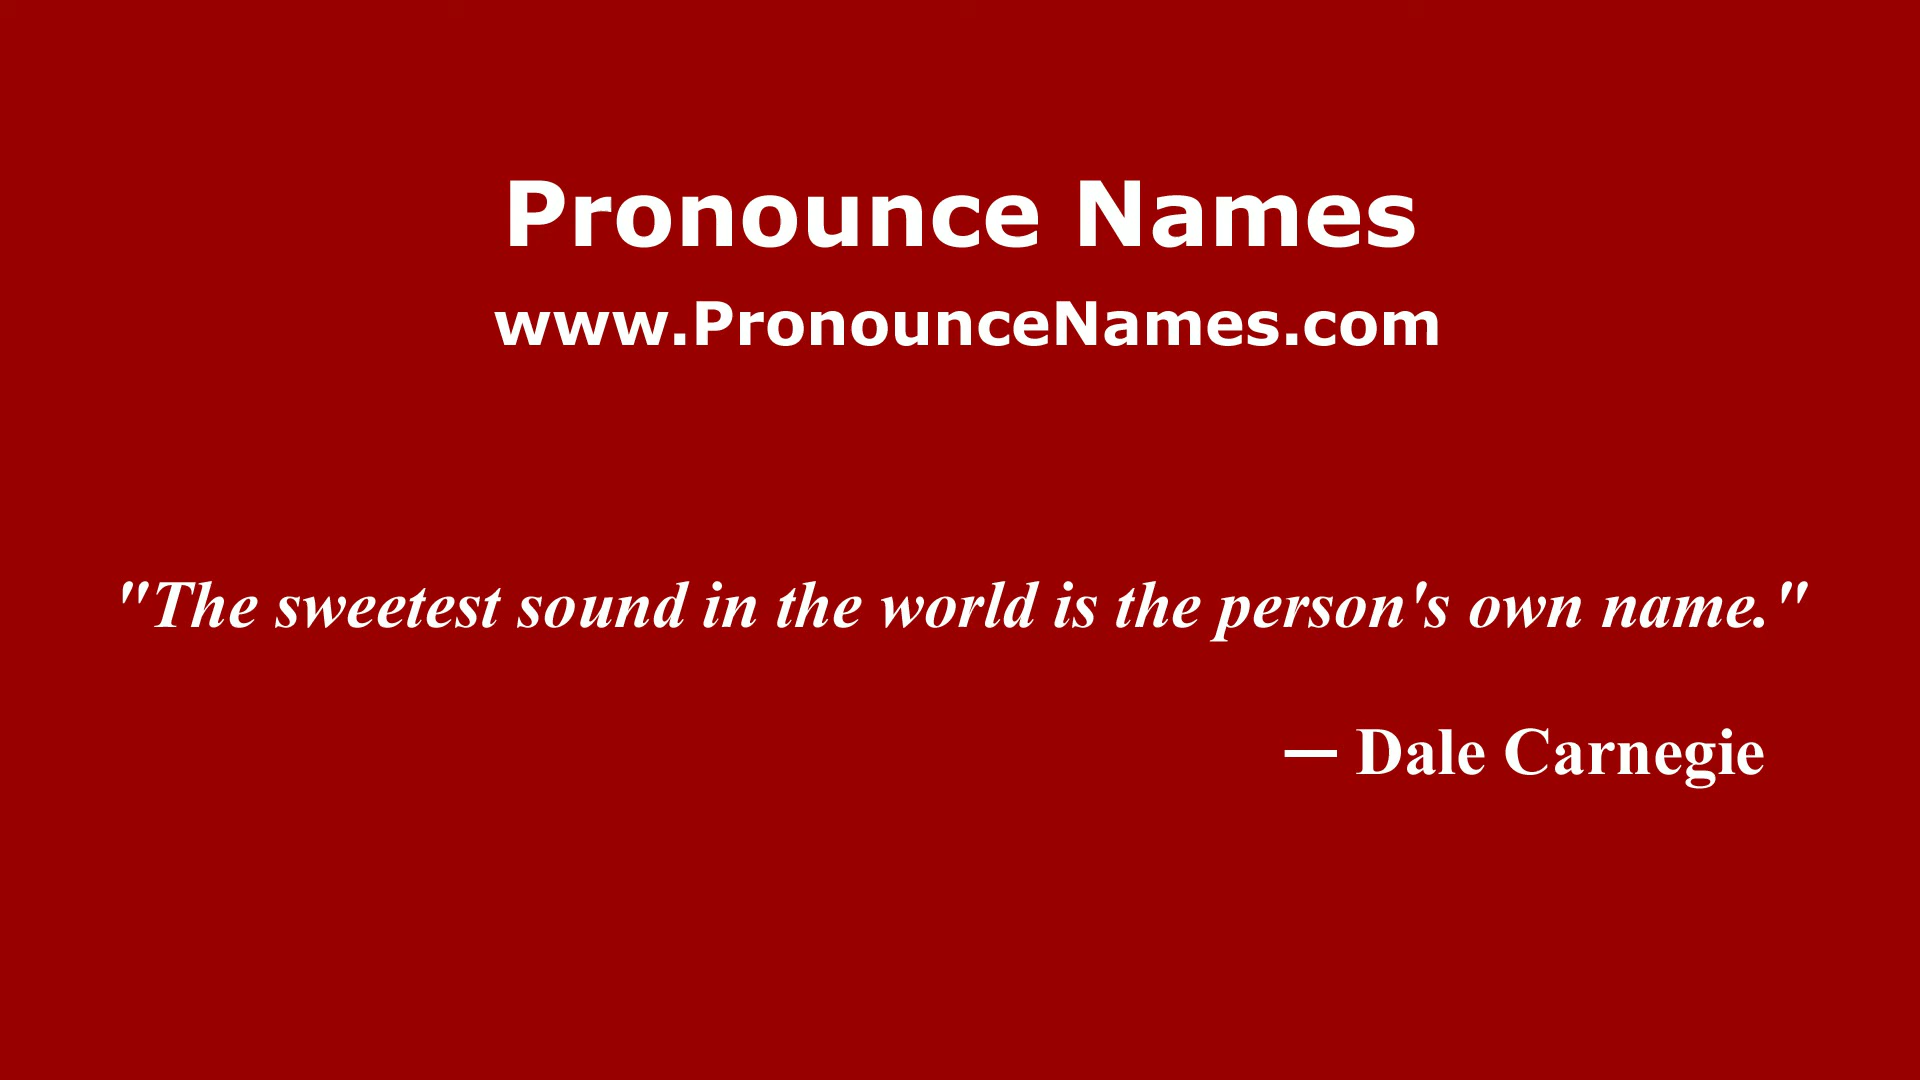 Pronounce Names
www.PronounceNames.com
"The sweetest sound in the world is the person's own name."
— Dale Carnegie